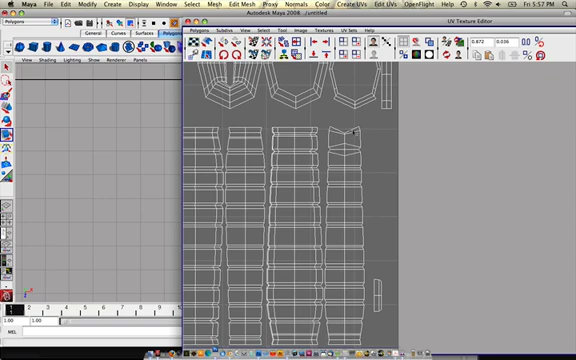 Maya File Edit Modify Create Display Window Assets Mesh Edit Mesh Proxy Normals Color Create UVs Edit UVs OpenFlight Help Fri 5:57 PM
Autodesk Maya 2008: /untitled
Polygons
UV Texture Editor
Polygons Subdivs View Select Tool Image Textures UV Sets Help
General Curves Surfaces
0.872 0.036
View Shading Lighting Show Renderer Panels
1.00 1.00
MEL